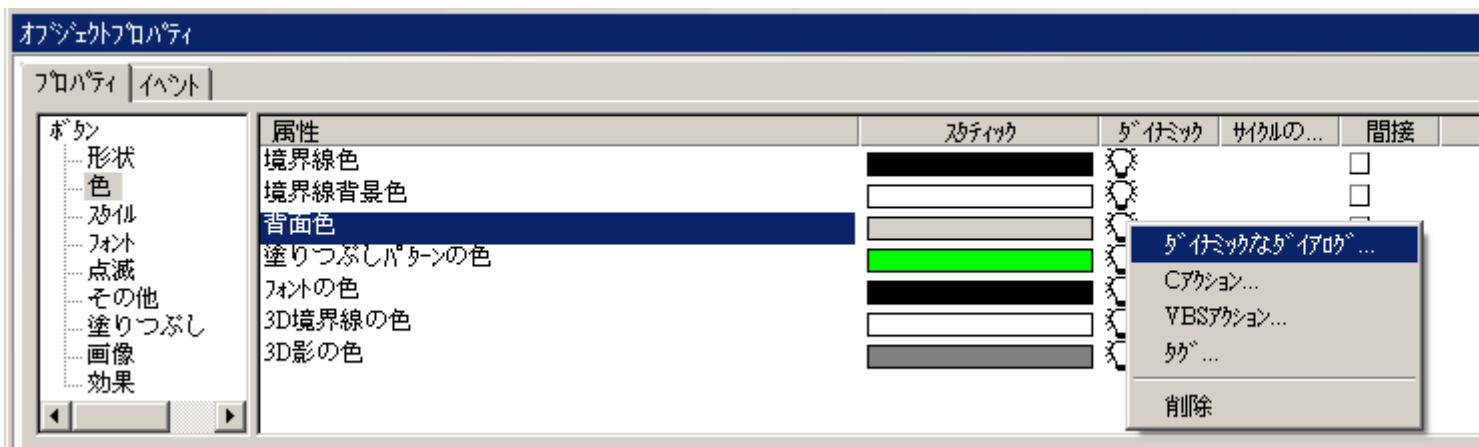 ｵﾌﾞｼﾞｪｸﾄﾌﾟﾛﾊﾟﾃｨ
ﾌﾟﾛﾊﾟﾃｨ ｲﾍﾞﾝﾄ
ﾎﾞﾀﾝ
形状
色
ｽﾀｲﾙ
ﾌｫﾝﾄ
点滅
その他
塗りつぶし
画像
効果
属性 ｽﾀﾃｨｯｸ ﾀﾞｲﾅﾐｯｸ ｻｲｸﾙの... 間接
境界線色
境界線背景色
背面色
塗りつぶしﾊﾟﾀｰﾝの色
ﾌｫﾝﾄの色
3D境界線の色
3D影の色
ﾀﾞｲﾅﾐｯｸなﾀﾞｲｱﾛｸﾞ...
Cｱｸｼｮﾝ...
VBSｱｸｼｮﾝ...
ﾀｸﾞ...
削除